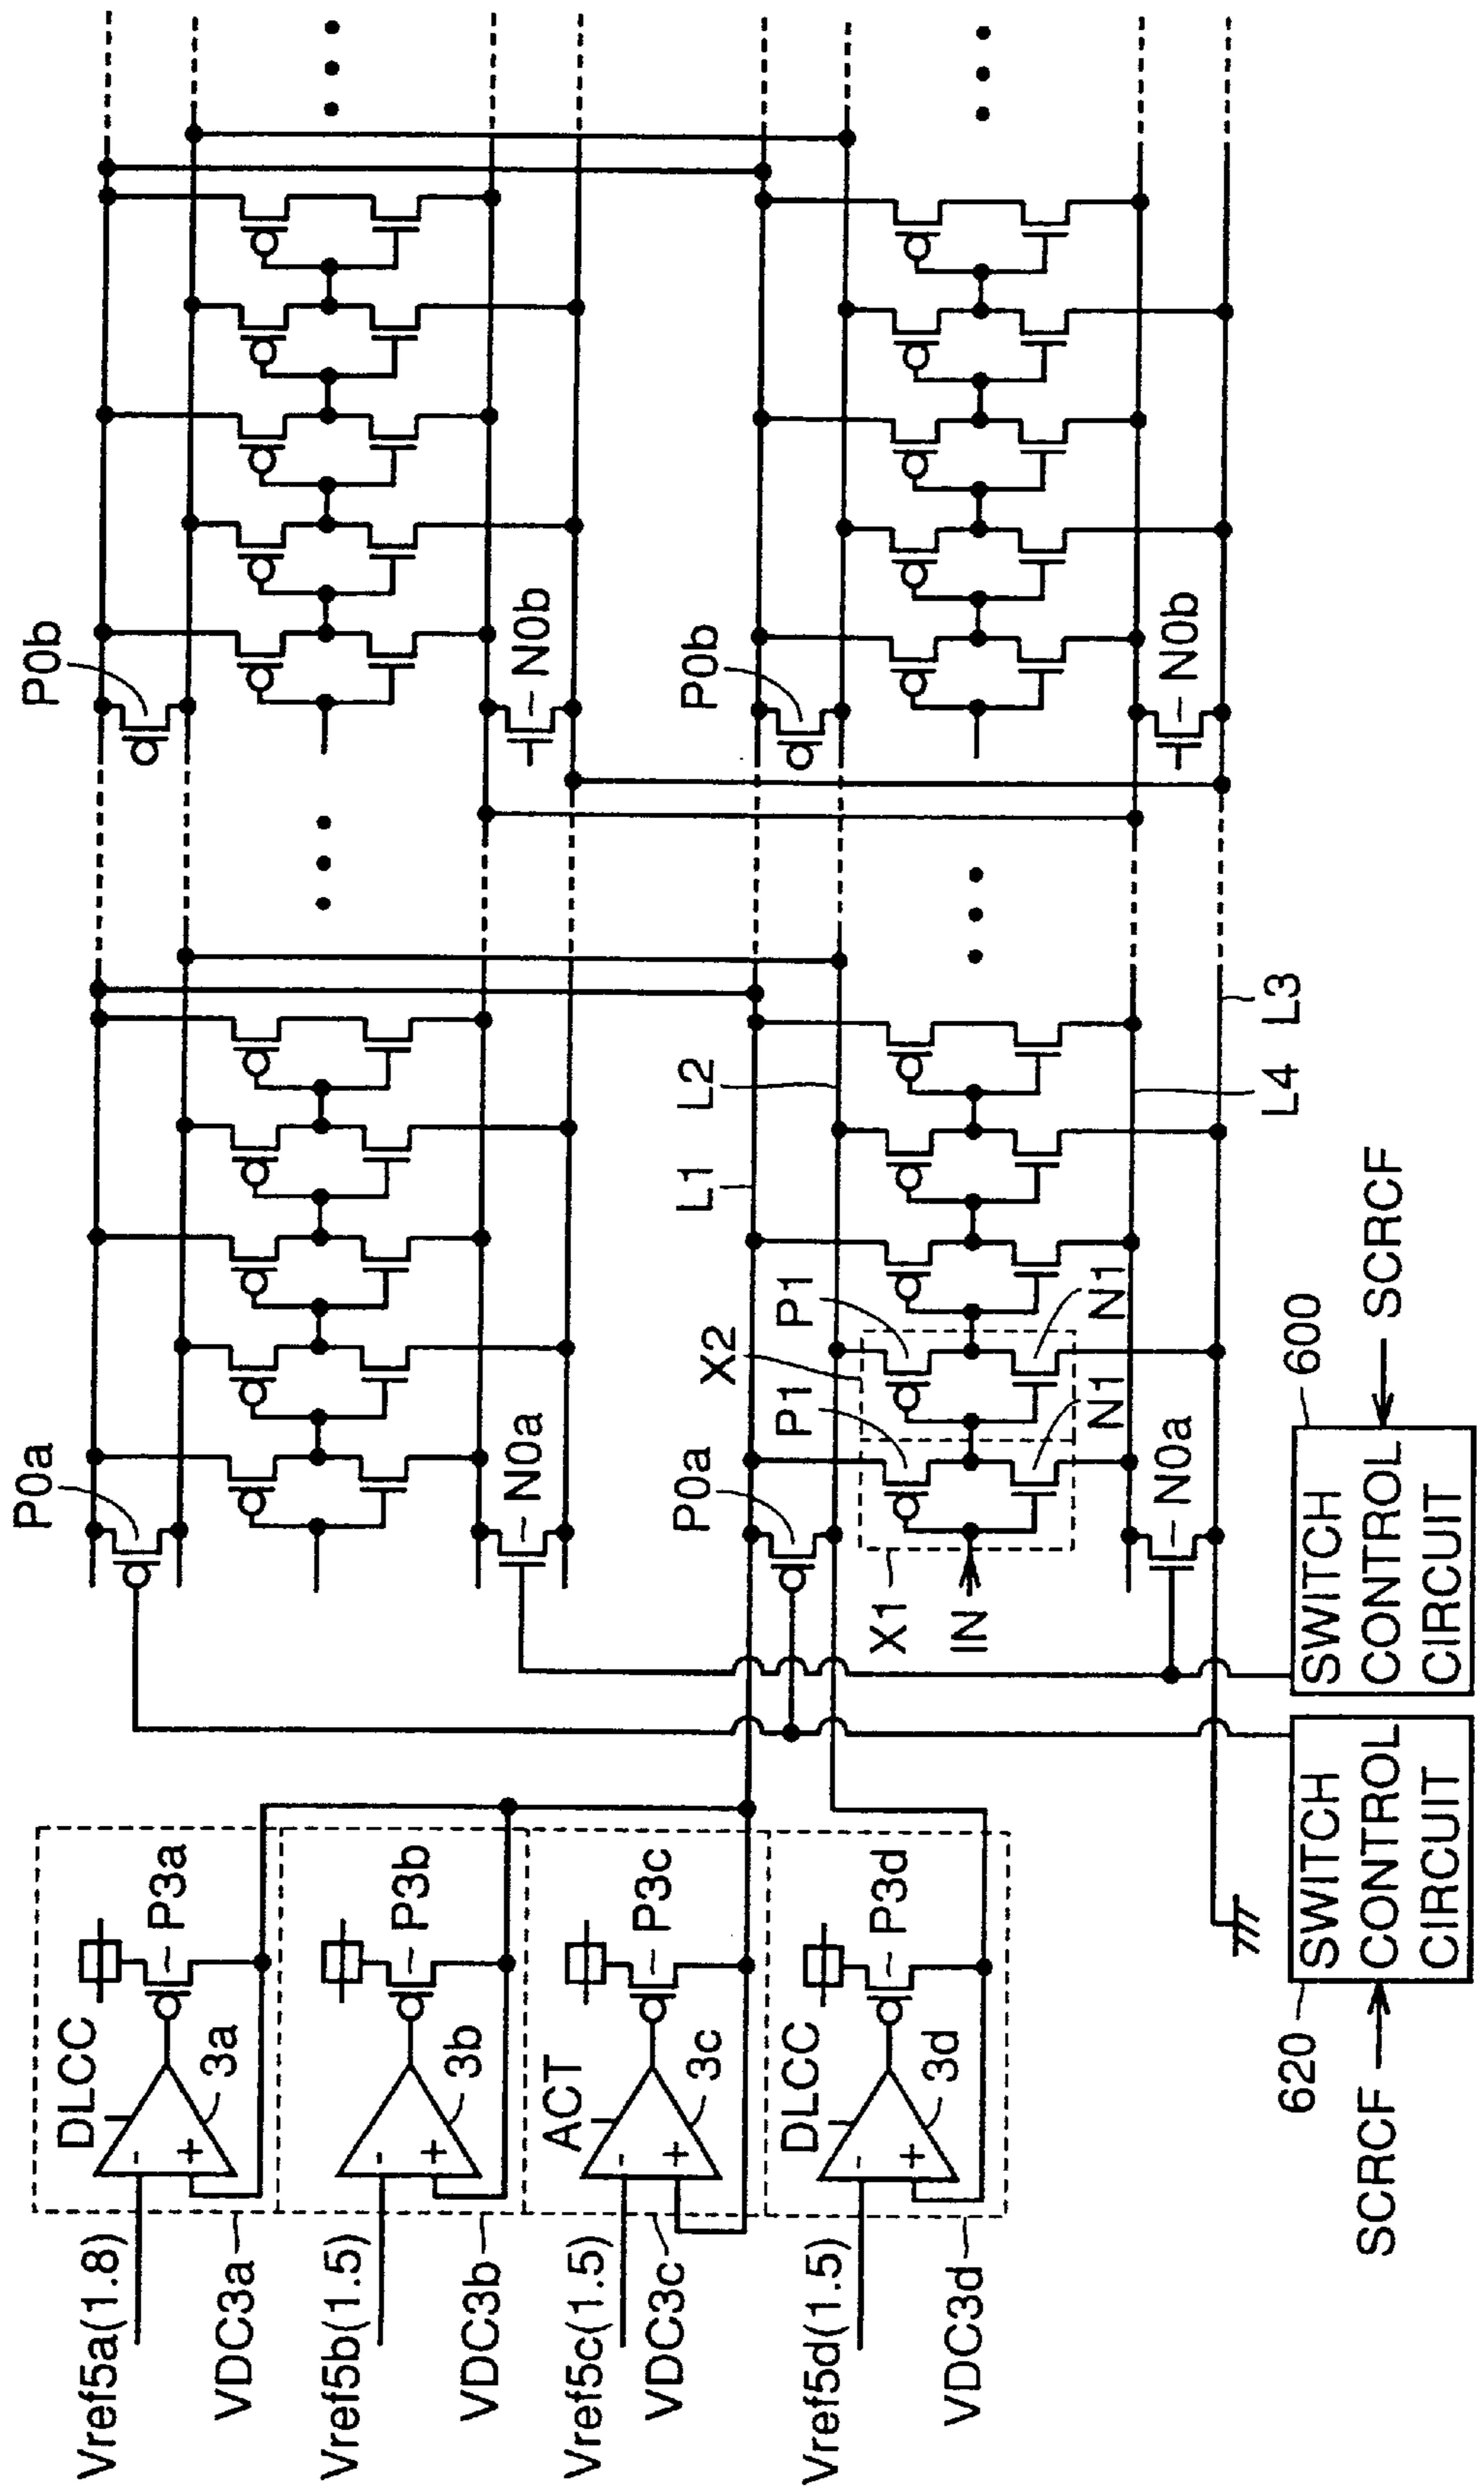 Vref5a(1.8)
VDC3a
DLCC
3a
P3a
Vref5b(1.5)
VDC3b
3b
P3b
Vref5c(1.5)
VDC3c
ACT
3c
P3c
Vref5d(1.5)
VDC3d
DLCC
3d
P3d
- +
- +
- +
- +
P0a
N0a
P0b
N0b
P0a
N0a
P0b
N0b
X1
IN
X2
P1
P1
N1
N1
L1
L2
L4
L3
SCRCF
620
SWITCH
CONTROL
CIRCUIT
600
SWITCH
CONTROL
CIRCUIT
SCRCF